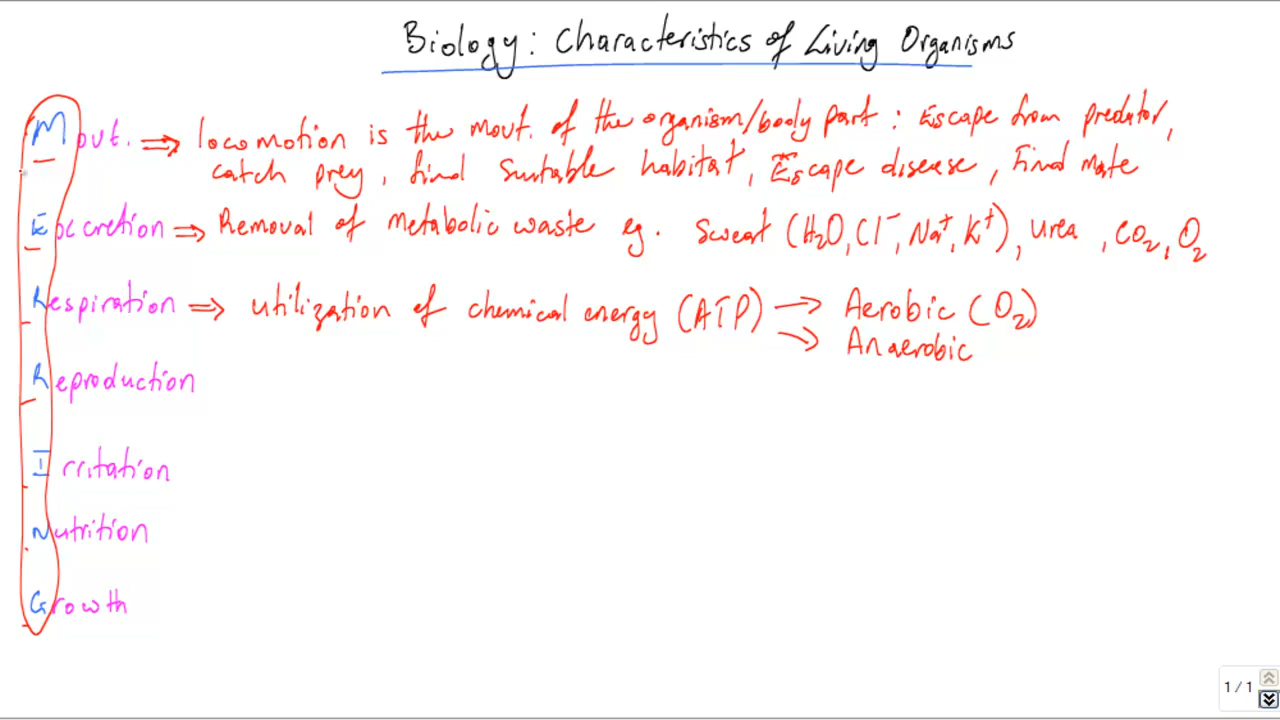 Biology: Characteristics of Living Organisms
Movt. ⇒ locomotion is the movt. of the organism/body part: Escape from predator,
catch prey, find suitable habitat, Escape disease, Find Mate
Excretion ⇒ Removal of metabolic waste eg. Sweat (H₂O, Cl⁻, Na⁺, K⁺), urea, CO₂, O₂
Respiration ⇒ utilization of chemical energy (ATP) → Aerobic (O₂)
→ Anaerobic
Reproduction
Irritation
Nutrition
Growth
1/1